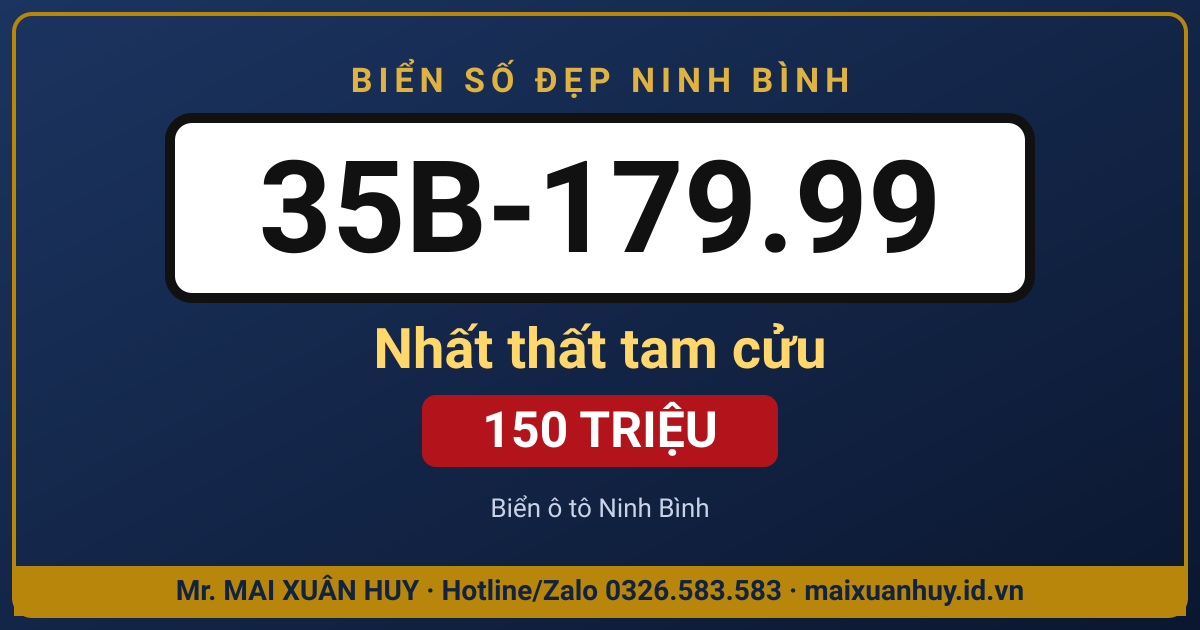 BIỂN SỐ ĐẸP NINH BÌNH
35B-179.99
Nhất thất tam cửu
150 TRIỆU
Biển ô tô Ninh Bình
Mr. MAI XUÂN HUY · Hotline/Zalo 0326.583.583 · maixuanhuy.id.vn